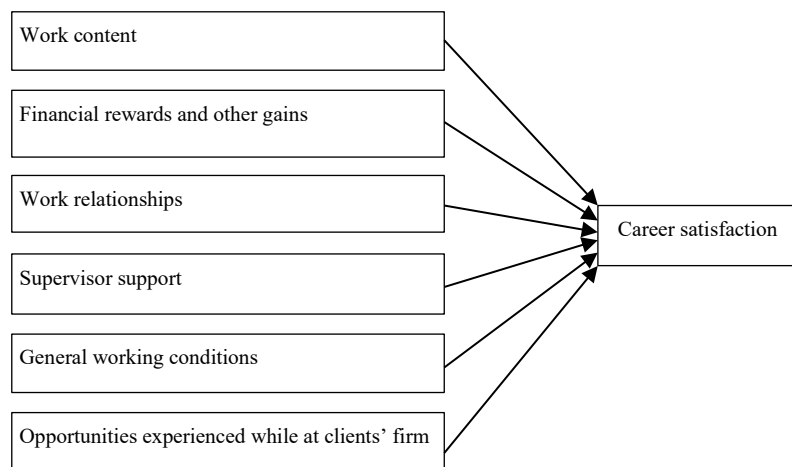 Work content
Financial rewards and other gains
Work relationships
Career satisfaction
Supervisor support
General working conditions
Opportunities experienced while at clients’ firm